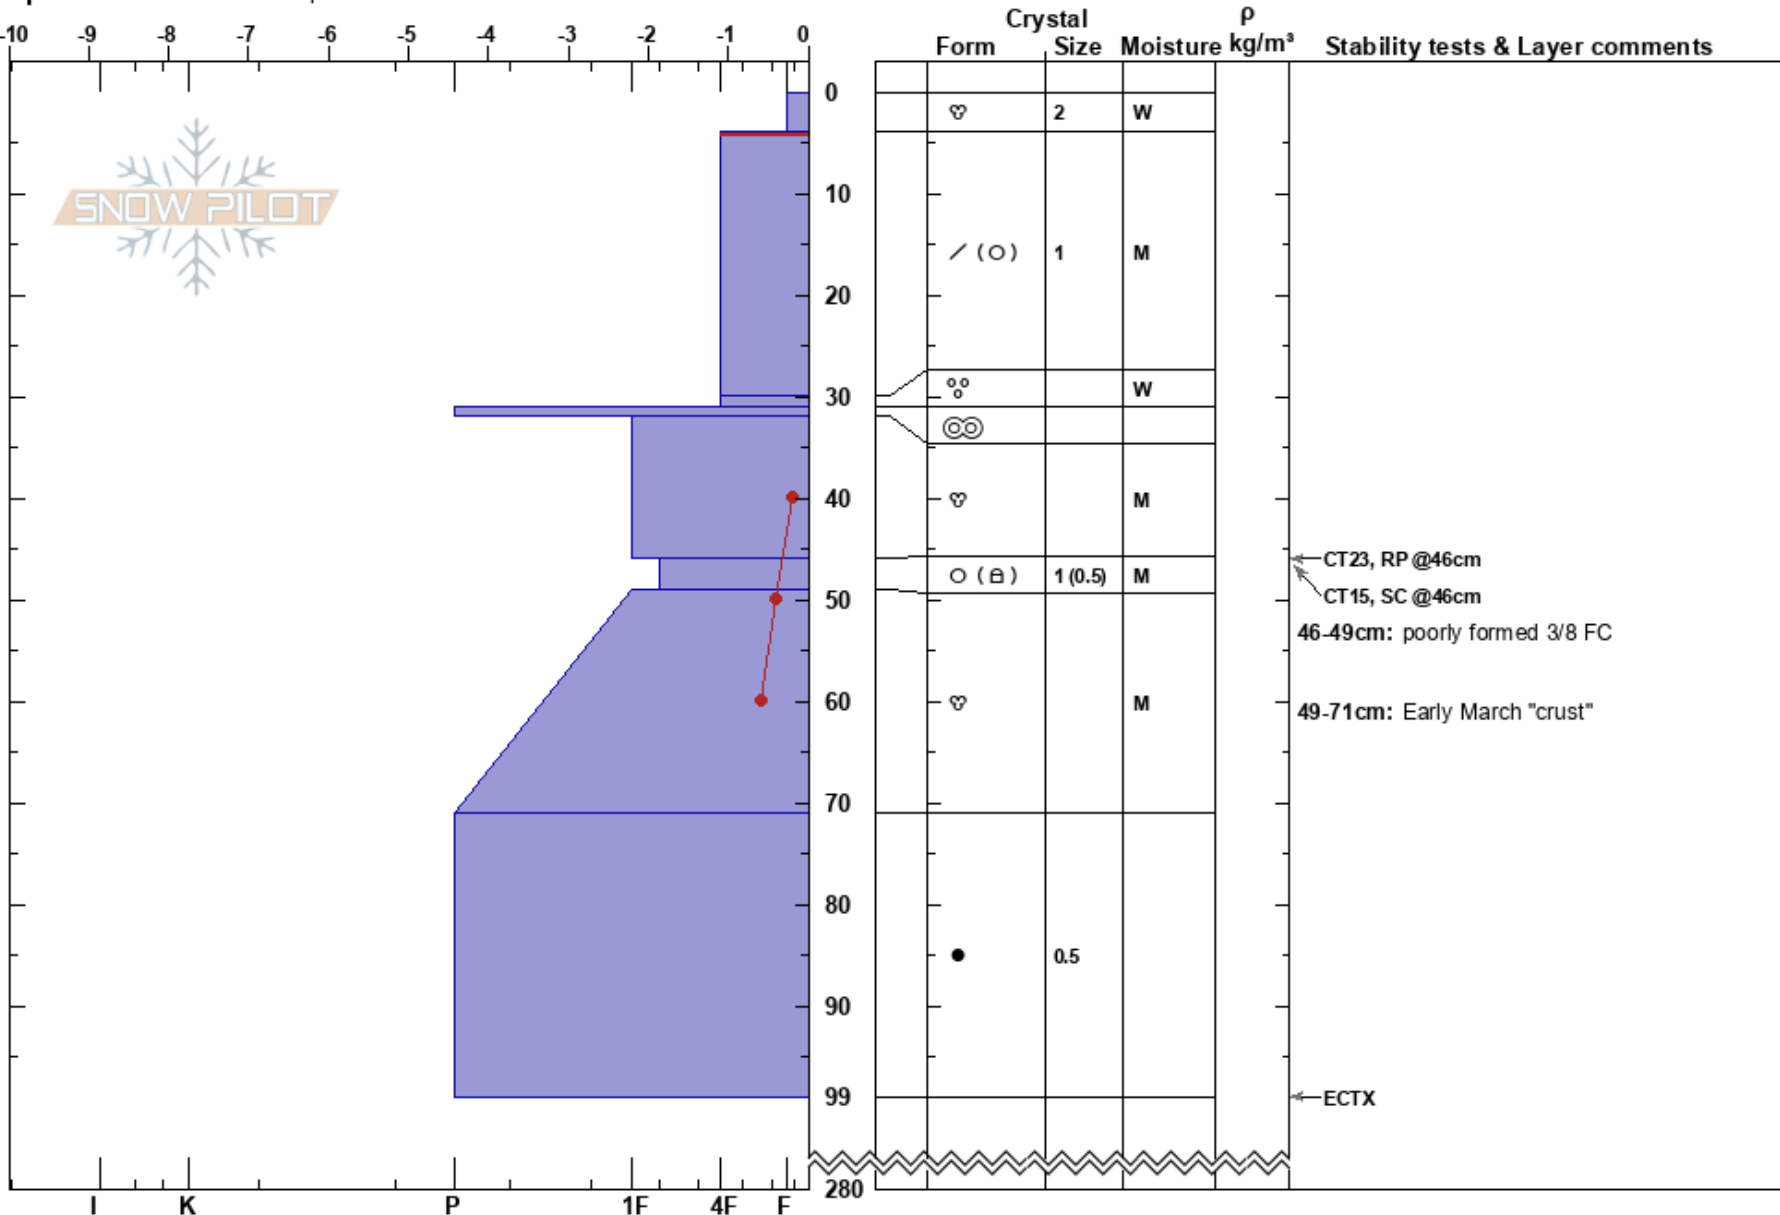 Crystal ρ
-10 -9 -8 -7 -6 -5 -4 -3 -2 -1 0 Form Size Moisture kg/m³ Stability tests & Layer comments
0
2 W
SNOW PILOT
10
1 M
20
30
W
40
M
CT23, RP @46cm
1 (0.5) M
50
CT15, SC @46cm
46-49cm: poorly formed 3/8 FC
60
M
49-71cm: Early March "crust"
70
80
0.5
90
99
ECTX
280
I K P 1F 4F F